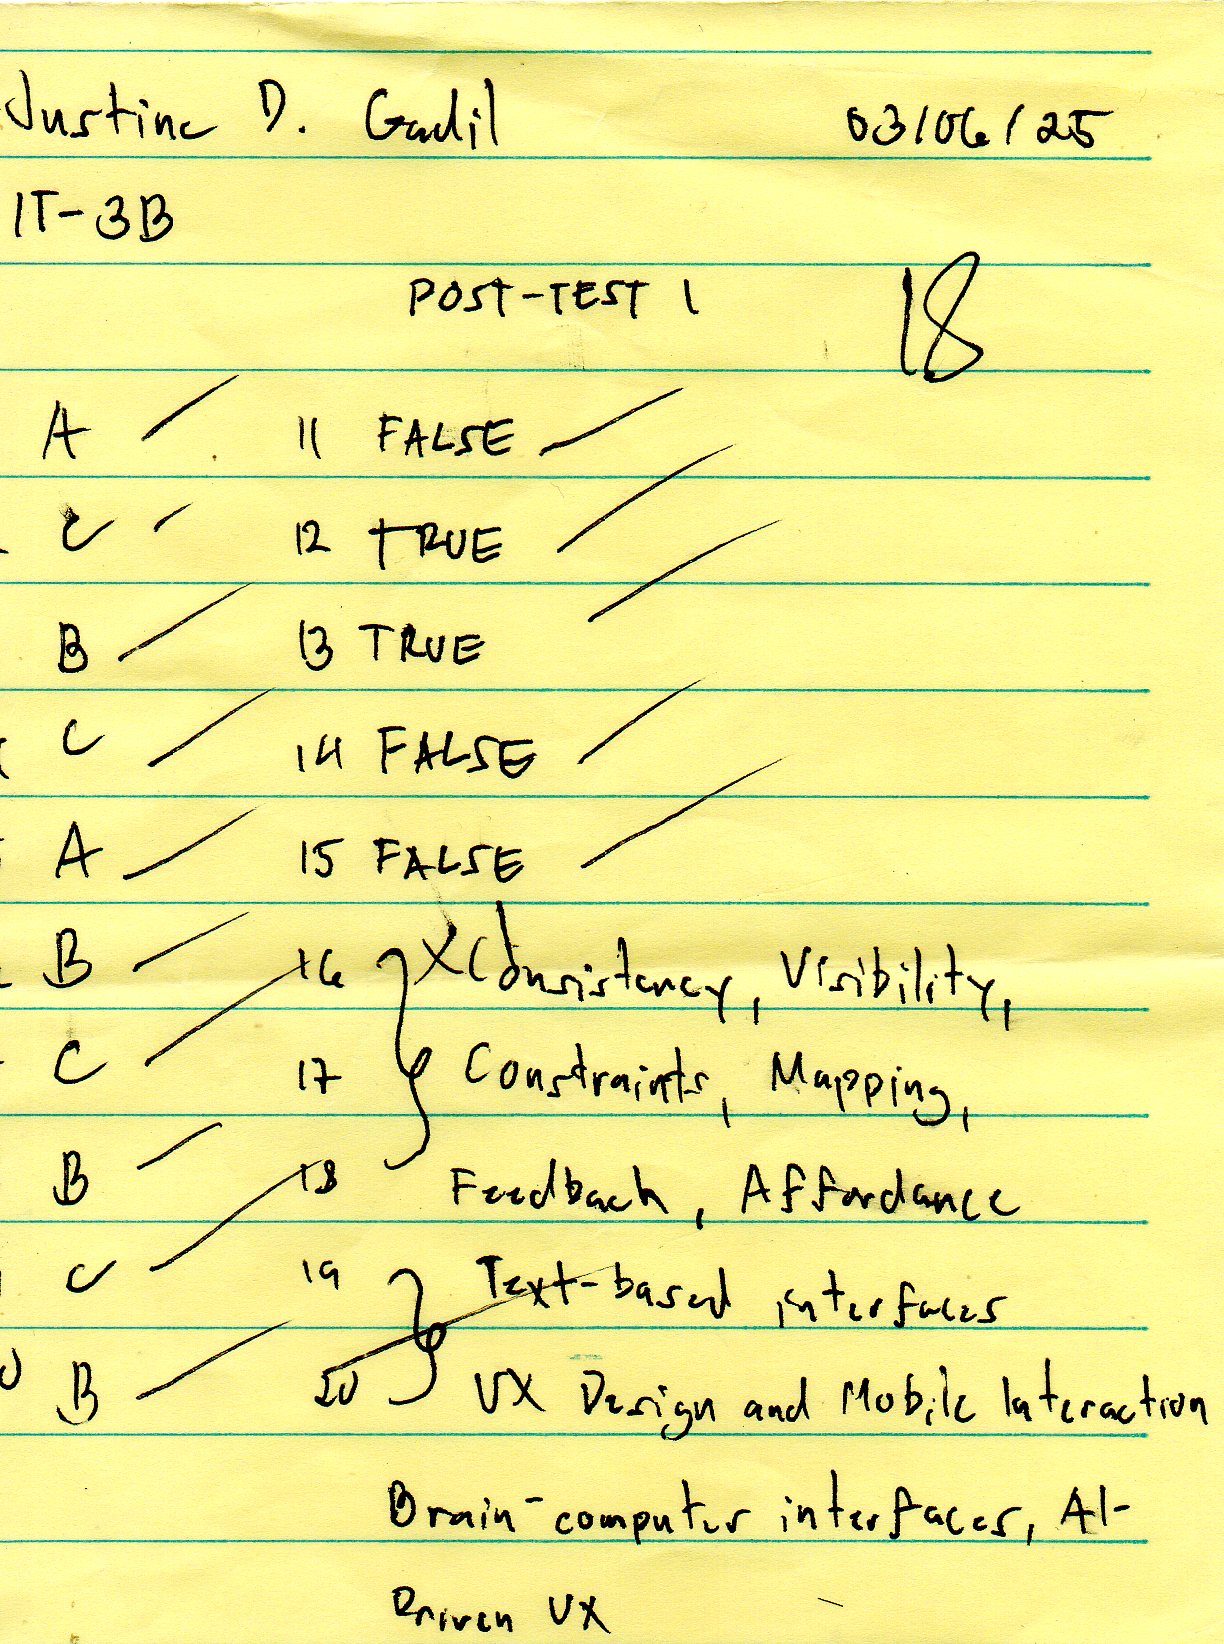 Justine D. Gadil 03/06/25
IT-3B
POST-TEST 1 18
A 11 FALSE
C 12 TRUE
B 13 TRUE
C 14 FALSE
A 15 FALSE
B 16 Consistency, Visibility,
C 17 Constraints, Mapping,
B 18 Feedback, Affordance
C 19 Text-based interfaces
B 20 UX Design and Mobile Interaction
Brain-computer interfaces, AI-
Driven UX